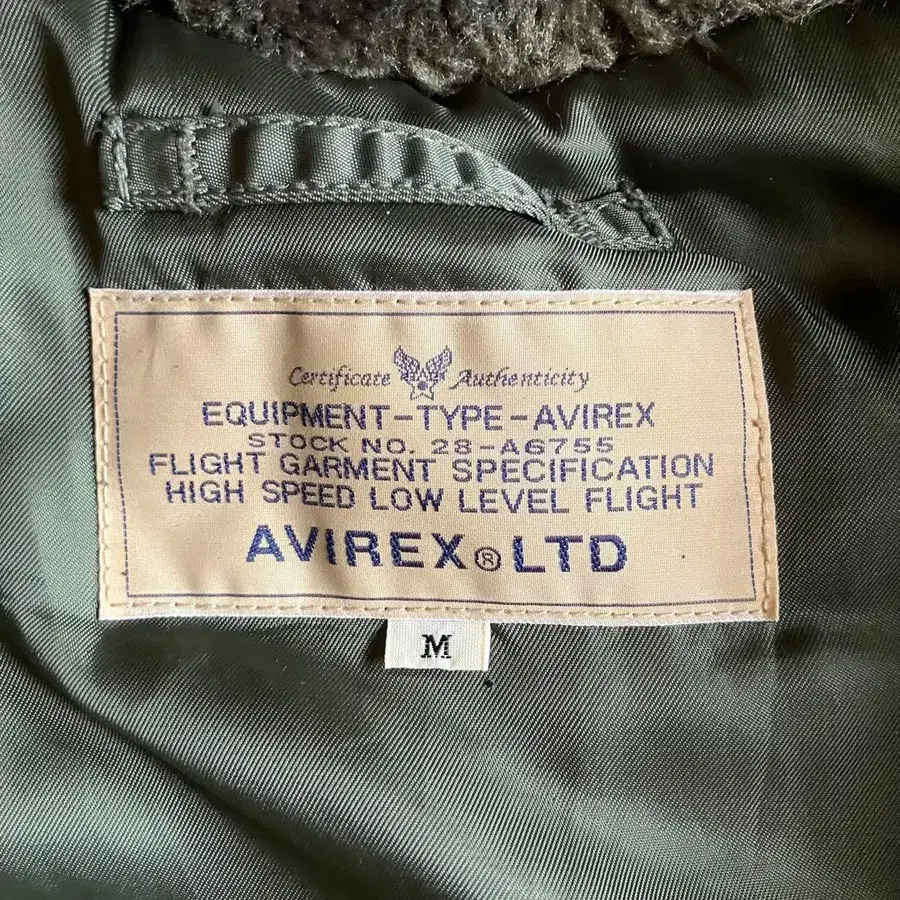 Certificate Authenticity
EQUIPMENT-TYPE-AVIREX
STOCK NO. 28-A6755
FLIGHT GARMENT SPECIFICATION
HIGH SPEED LOW LEVEL FLIGHT
AVIREX® LTD
M